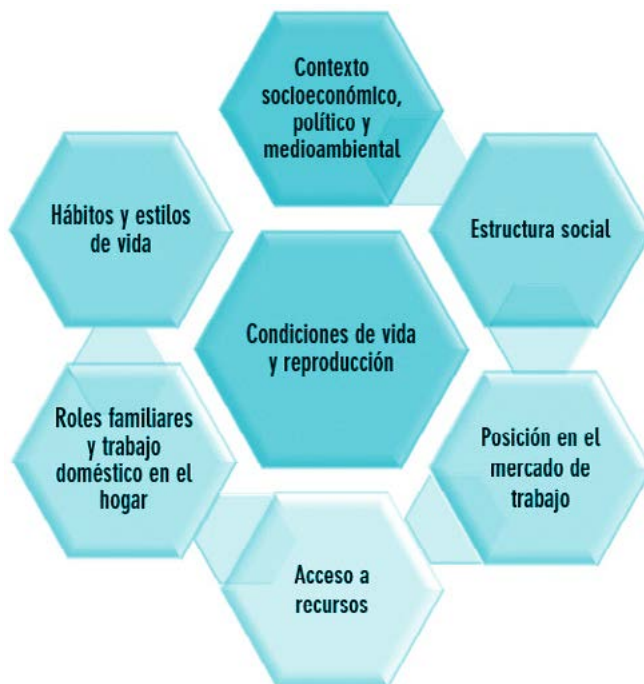 Contexto
socioeconómico,
político y
medioambiental
Estructura social
Posición en el
mercado de
trabajo
Acceso a
recursos
Roles familiares
y trabajo
doméstico en el
hogar
Hábitos y estilos
de vida
Condiciones de vida
y reproducción